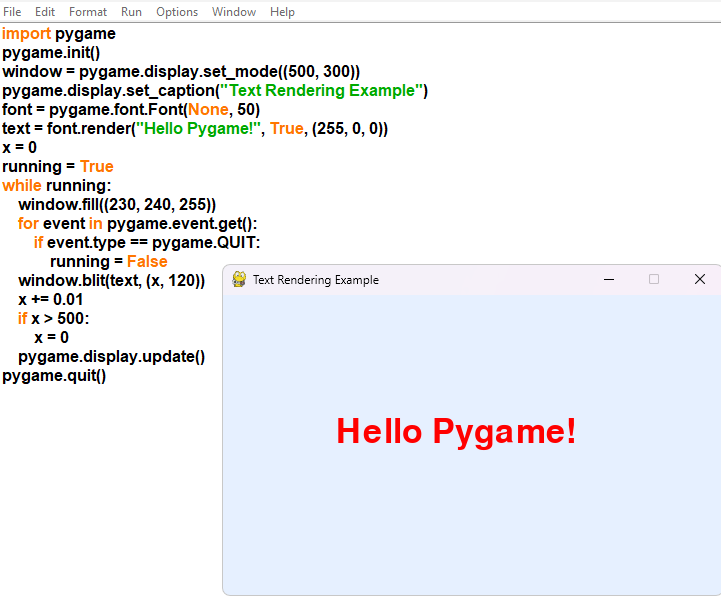 File Edit Format Run Options Window Help
import pygame
pygame.init()
window = pygame.display.set_mode((500, 300))
pygame.display.set_caption("Text Rendering Example")
font = pygame.font.Font(None, 50)
text = font.render("Hello Pygame!", True, (255, 0, 0))
x = 0
running = True
while running:
    window.fill((230, 240, 255))
    for event in pygame.event.get():
        if event.type == pygame.QUIT:
            running = False
    window.blit(text, (x, 120))
    x += 0.01
    if x > 500:
        x = 0
    pygame.display.update()
pygame.quit()
Text Rendering Example
Hello Pygame!